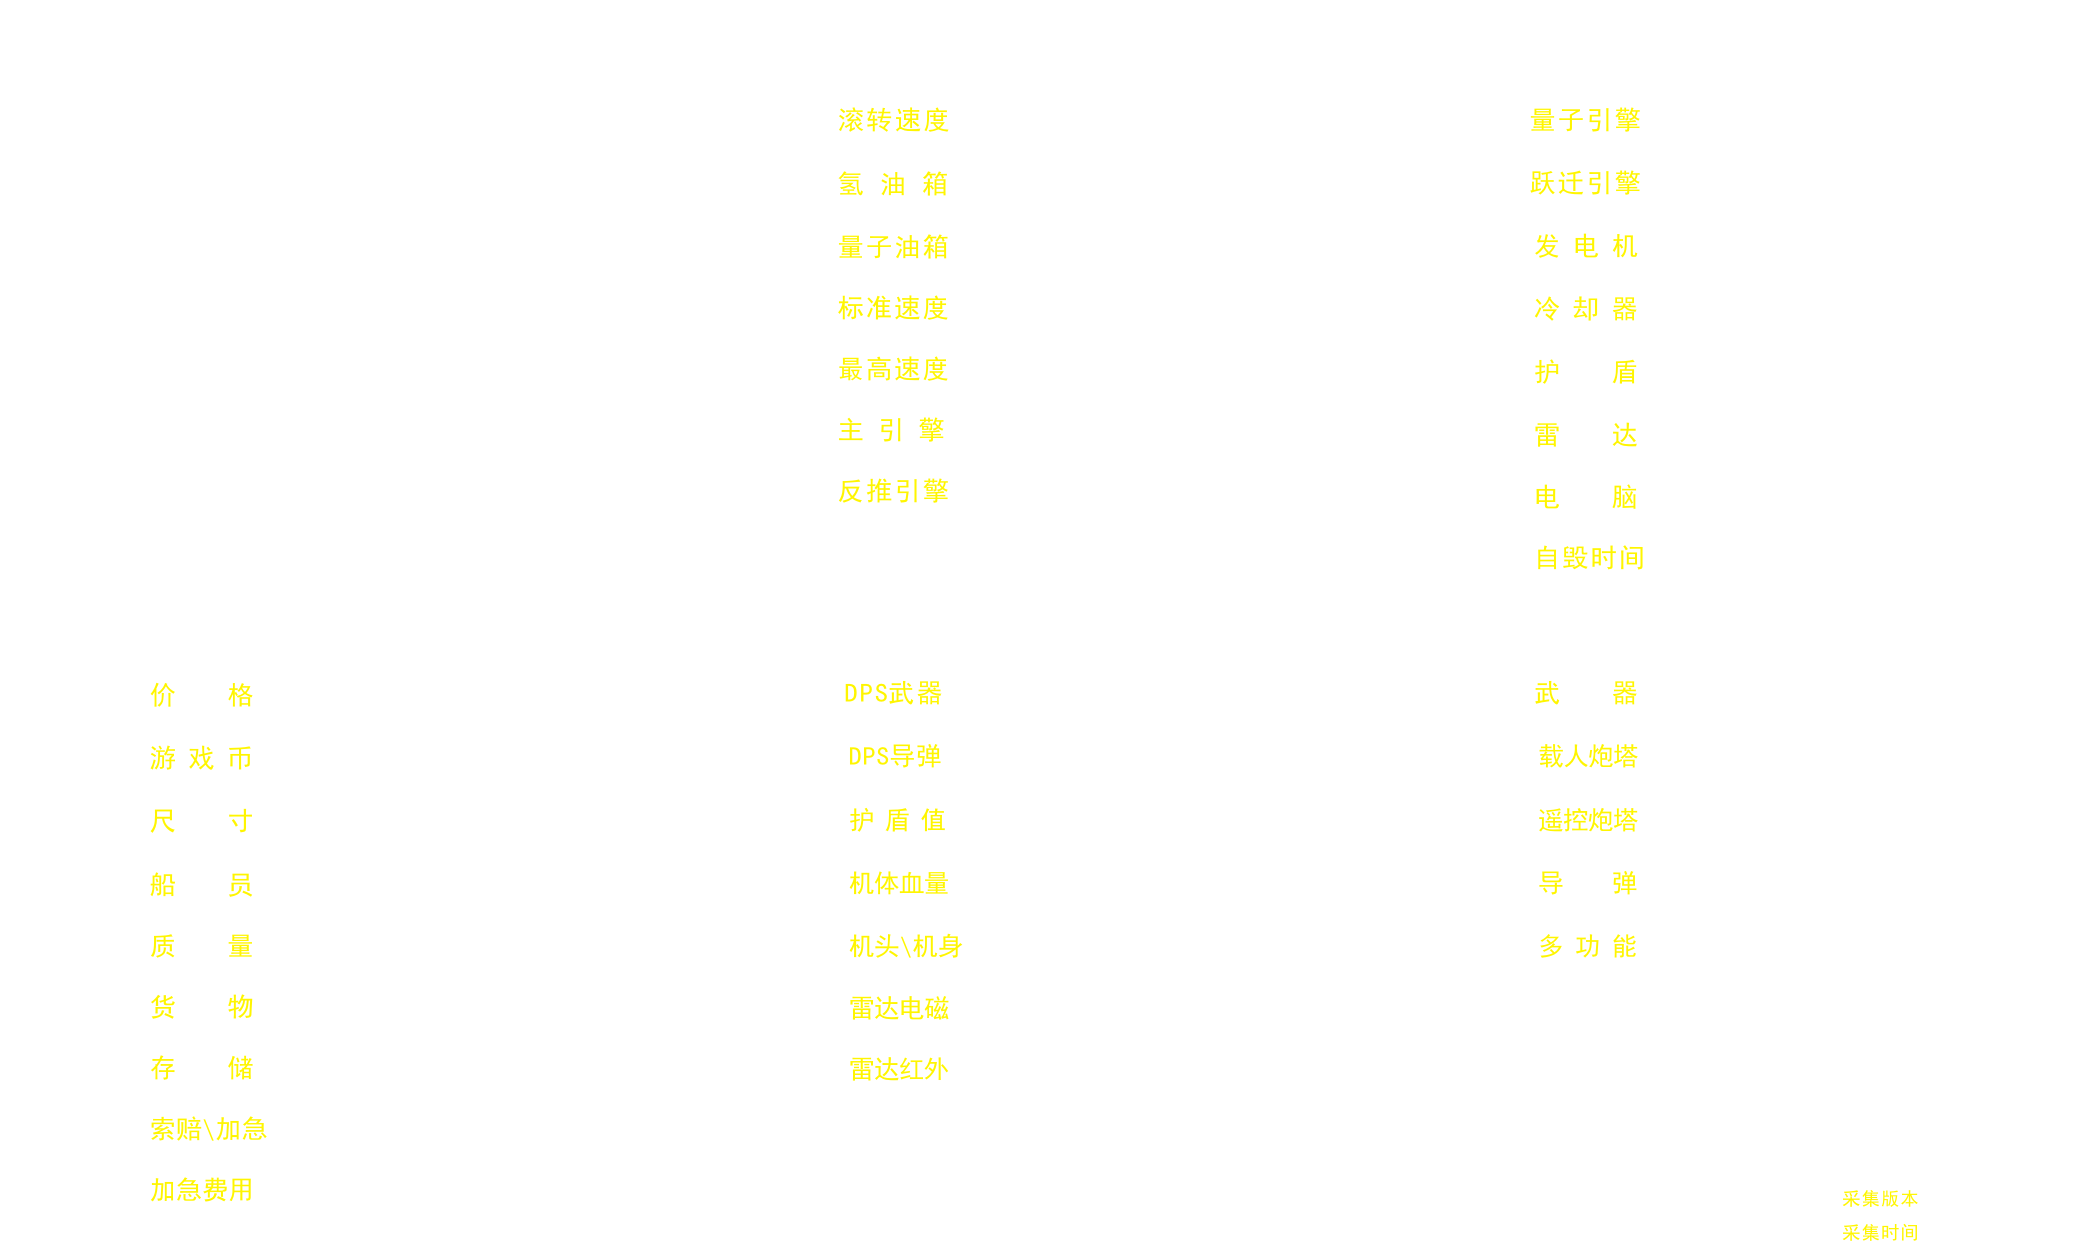 滚转速度
氢油箱
量子油箱
标准速度
最高速度
主引擎
反推引擎
量子引擎
跃迁引擎
发电机
冷却器
护盾
雷达
电脑
自毁时间
价格
游戏币
尺寸
船员
质量
货物
存储
索赔\加急
加急费用
DPS武器
DPS导弹
护盾值
机体血量
机头\机身
雷达电磁
雷达红外
武器
载人炮塔
遥控炮塔
导弹
多功能
采集版本
采集时间